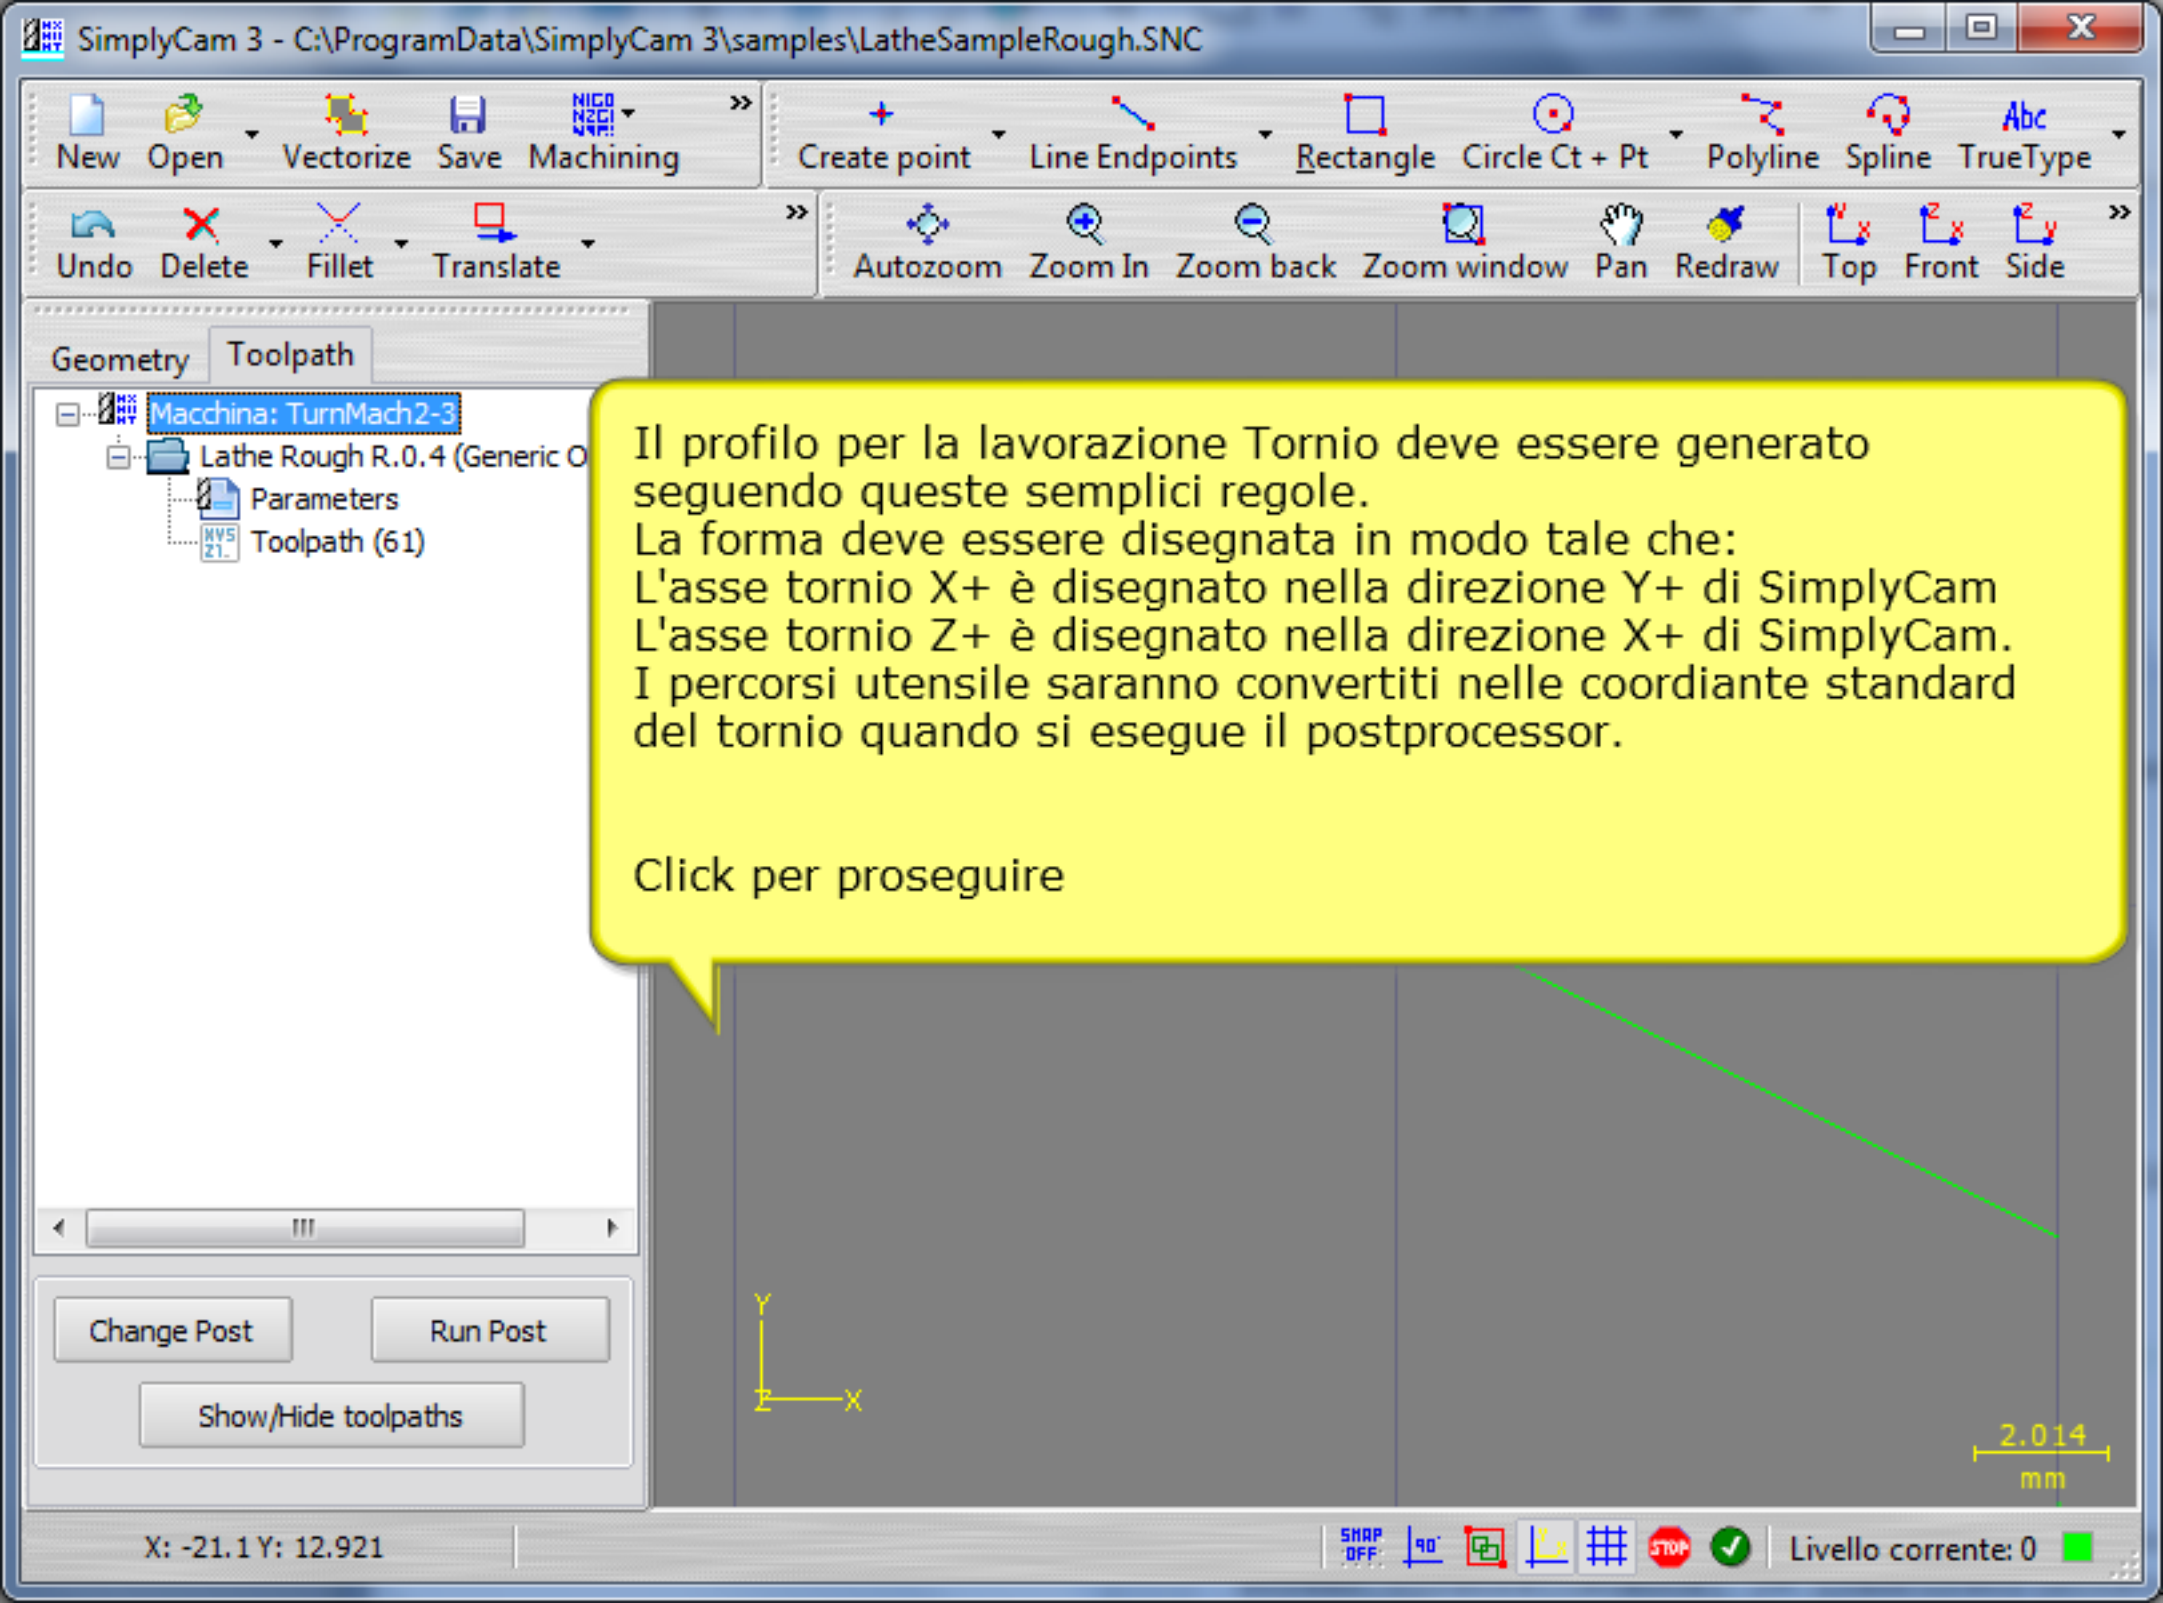 SimplyCam 3 - C:\ProgramData\SimplyCam 3\samples\LatheSampleRough.SNC
New Open Vectorize Save Machining » Create point Line Endpoints Rectangle Circle Ct + Pt Polyline Spline Abc TrueType
Undo Delete Fillet Translate » Autozoom Zoom In Zoom back Zoom window Pan Redraw Y X Top Z X Front Z Y Side »
Geometry Toolpath
Macchina: TurnMach2-3
Lathe Rough R.0.4 (Generic O
Parameters
Toolpath (61)
Il profilo per la lavorazione Tornio deve essere generato
seguendo queste semplici regole.
La forma deve essere disegnata in modo tale che:
L'asse tornio X+ è disegnato nella direzione Y+ di SimplyCam
L'asse tornio Z+ è disegnato nella direzione X+ di SimplyCam.
I percorsi utensile saranno convertiti nelle coordiante standard
del tornio quando si esegue il postprocessor.
Click per proseguire
Change Post Run Post
Show/Hide toolpaths
Y
Z X
2.014
mm
X: -21.1 Y: 12.921 SNAP OFF 90° STOP Livello corrente: 0